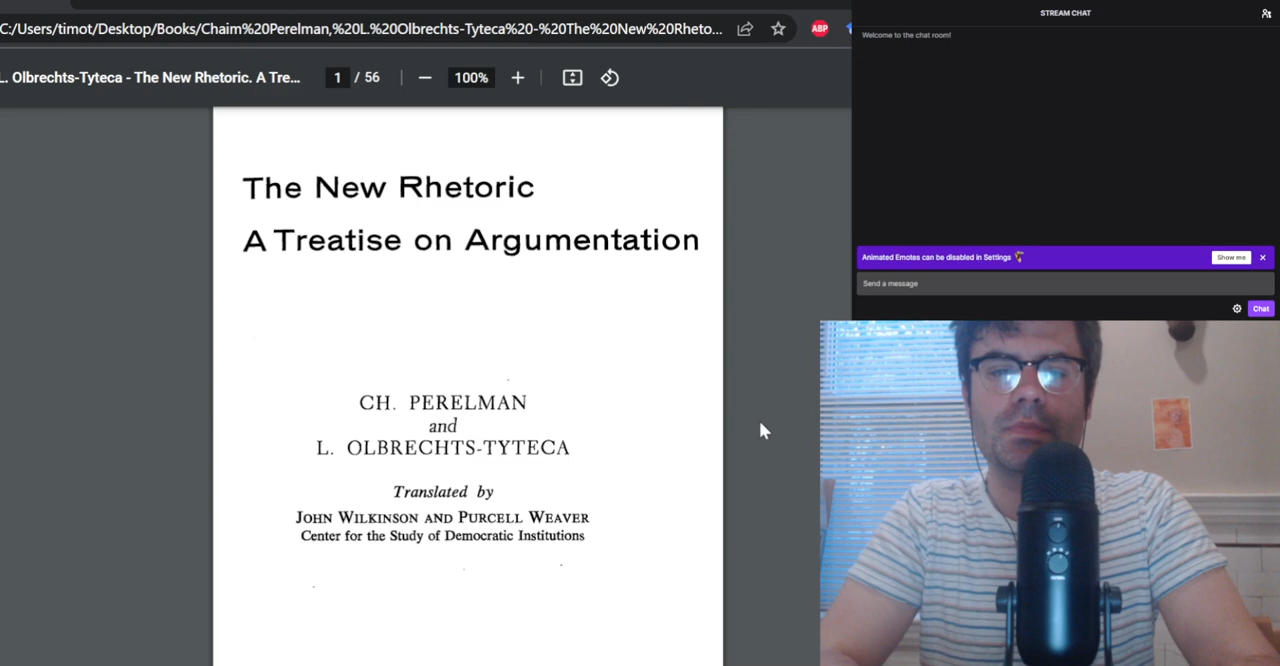 C:/Users/timot/Desktop/Books/Chaim%20Perelman,%20L.%20Olbrechts-Tyteca%20-%20The%20New%20Rheto...
ABP
L. Olbrechts-Tyteca - The New Rhetoric. A Tre...
1 / 56
100%
The New Rhetoric
A Treatise on Argumentation
CH. PERELMAN
and
L. OLBRECHTS-TYTECA
Translated by
JOHN WILKINSON AND PURCELL WEAVER
Center for the Study of Democratic Institutions
STREAM CHAT
Welcome to the chat room!
Animated Emotes can be disabled in Settings
Show me
Send a message
Chat